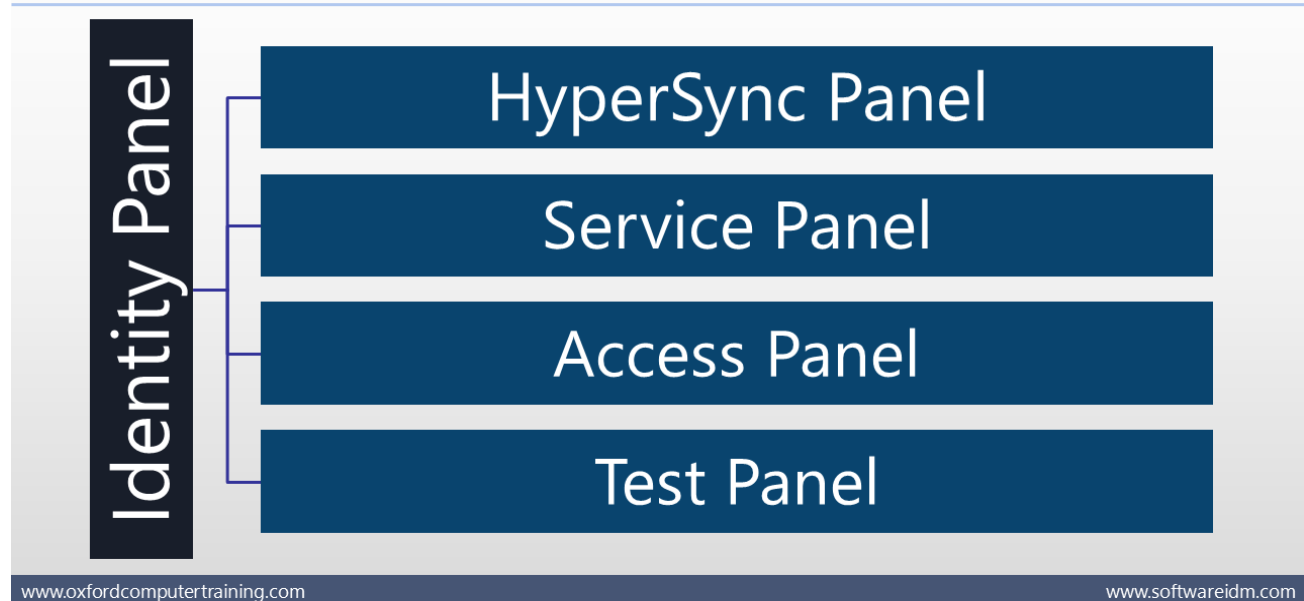 Identity Panel
HyperSync Panel
Service Panel
Access Panel
Test Panel
www.oxfordcomputertraining.com
www.softwareidm.com